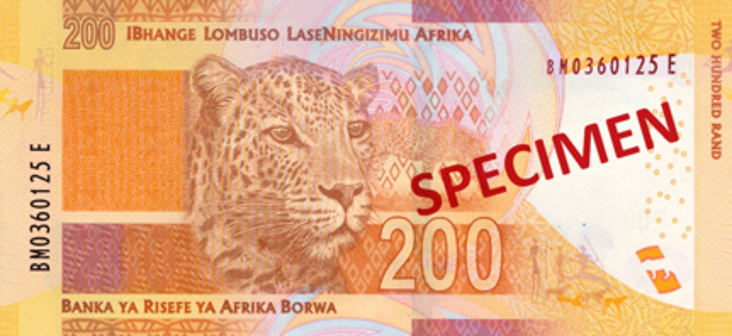 200 IBHANGE LOMBUSO LASENINGIZIMU AFRIKA
BM0360125 E
TWO HUNDRED RAND
BM0360125 E
SPECIMEN
200
BANKA YA RISEFE YA AFRIKA BORWA